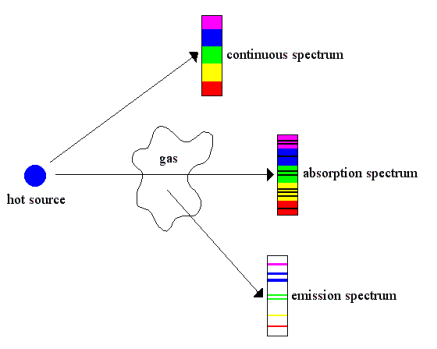 continuous spectrum
gas
absorption spectrum
hot source
emission spectrum